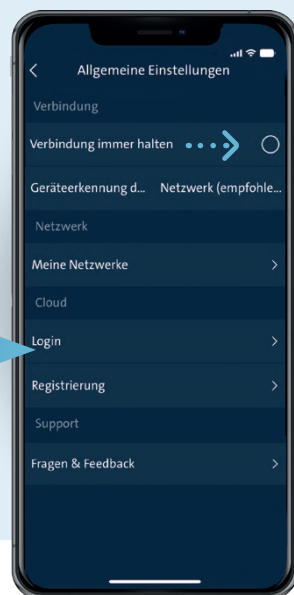 Allgemeine Einstellungen
Verbindung
Verbindung immer halten
Geräteerkennung d... Netzwerk (empfohle...
Netzwerk
Meine Netzwerke
Cloud
Login
Registrierung
Support
Fragen & Feedback